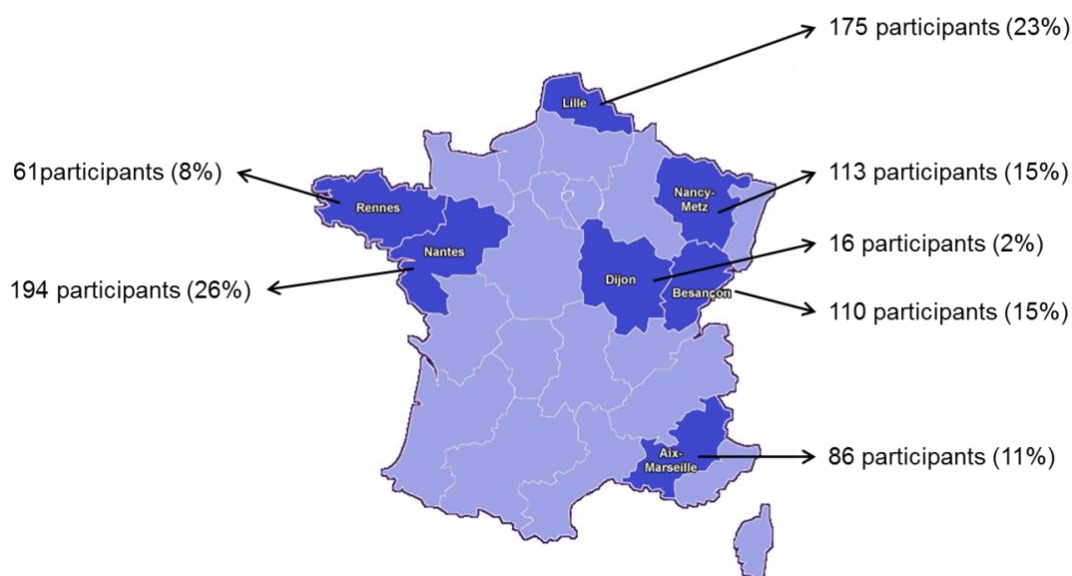 175 participants (23%)
Lille
61participants (8%)
113 participants (15%)
Nancy-
Metz
Rennes
Nantes
16 participants (2%)
Dijon
194 participants (26%)
Besançon
110 participants (15%)
Aix-
Marseille
86 participants (11%)